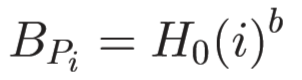 $B_{P_i} = H_0(i)^b$